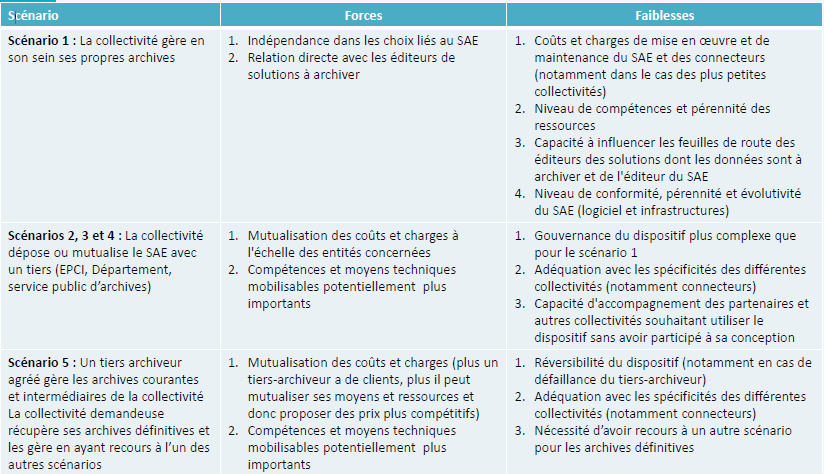 Scénario Forces Faiblesses
Scénario 1 : La collectivité gère en
son sein ses propres archives
1. Indépendance dans les choix liés au SAE
2. Relation directe avec les éditeurs de
solutions à archiver
1. Coûts et charges de mise en œuvre et de
maintenance du SAE et des connecteurs
(notamment dans le cas des plus petites
collectivités)
2. Niveau de compétences et pérennité des
ressources
3. Capacité à influencer les feuilles de route des
éditeurs des solutions dont les données sont à
archiver et de l'éditeur du SAE
4. Niveau de conformité, pérennité et évolutivité
du SAE (logiciel et infrastructures)
Scénarios 2, 3 et 4 : La collectivité
dépose ou mutualise le SAE avec
un tiers (EPCI, Département,
service public d’archives)
1. Mutualisation des coûts et charges à
l'échelle des entités concernées
2. Compétences et moyens techniques
mobilisables potentiellement plus
importants
1. Gouvernance du dispositif plus complexe que
pour le scénario 1
2. Adéquation avec les spécificités des différentes
collectivités (notamment connecteurs)
3. Capacité d'accompagnement des partenaires et
autres collectivités souhaitant utiliser le
dispositif sans avoir participé à sa conception
Scénario 5 : Un tiers archiveur
agréé gère les archives courantes
et intermédiaires de la collectivité
La collectivité demandeuse
récupère ses archives définitives et
les gère en ayant recours à l’un des
autres scénarios
1. Mutualisation des coûts et charges (plus un
tiers-archiveur a de clients, plus il peut
mutualiser ses moyens et ressources et
donc proposer des prix plus compétitifs)
2. Compétences et moyens techniques
mobilisables potentiellement plus
importants
1. Réversibilité du dispositif (notamment en cas de
défaillance du tiers-archiveur)
2. Adéquation avec les spécificités des différentes
collectivités (notamment connecteurs)
3. Nécessité d’avoir recours à un autre scénario
pour les archives définitives